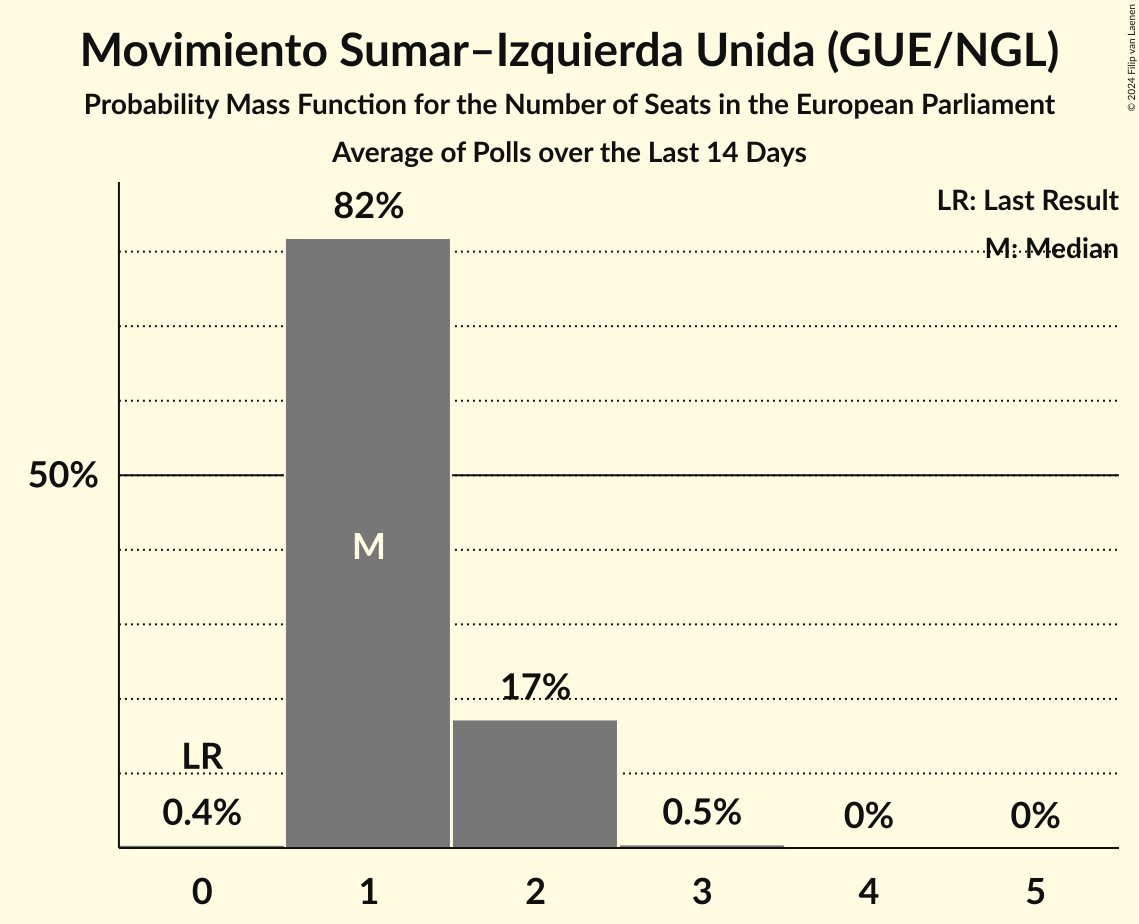 Movimiento Sumar–Izquierda Unida (GUE/NGL)
Probability Mass Function for the Number of Seats in the European Parliament
Average of Polls over the Last 14 Days
© 2024 Filip van Laenen
LR: Last Result
M: Median
82%
50%
M
17%
LR
0.4%
0.5%
0%
0%
0 1 2 3 4 5